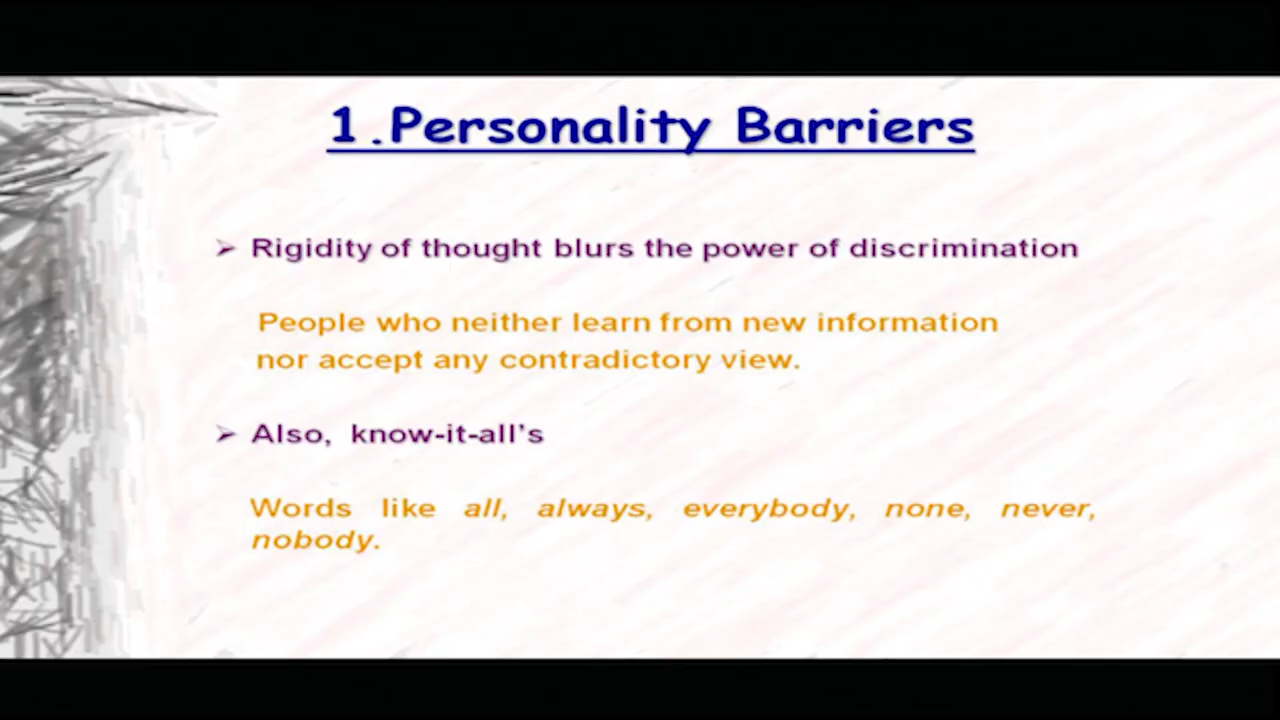 1.Personality Barriers
➢ Rigidity of thought blurs the power of discrimination
People who neither learn from new information
nor accept any contradictory view.
➢ Also, know-it-all's
Words like all, always, everybody, none, never,
nobody.